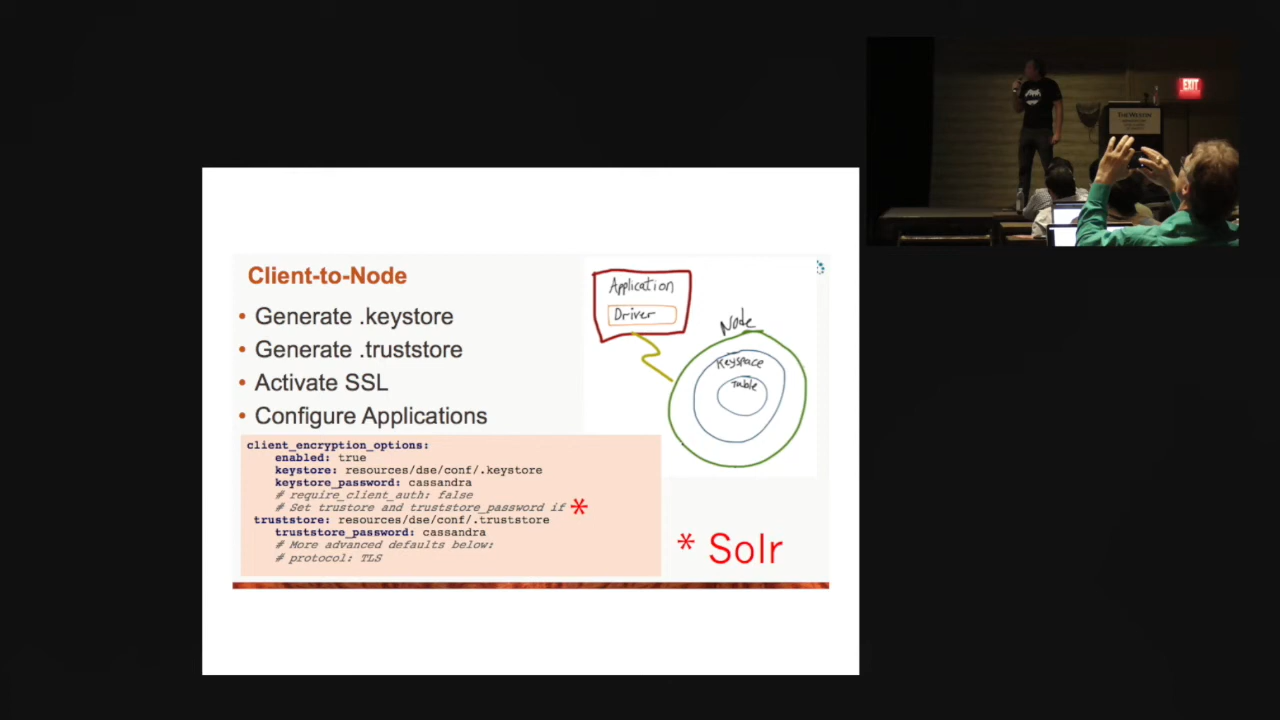 EXIT
THE WESTIN
Client-to-Node
• Generate .keystore
• Generate .truststore
• Activate SSL
• Configure Applications
Application
Driver
Node
Keyspace
Table
client_encryption_options:
enabled: true
keystore: resources/dse/conf/.keystore
keystore_password: cassandra
# require_client_auth: false
# Set trustore and truststore_password if *
truststore: resources/dse/conf/.truststore
truststore_password: cassandra
# More advanced defaults below:
# protocol: TLS
* Solr